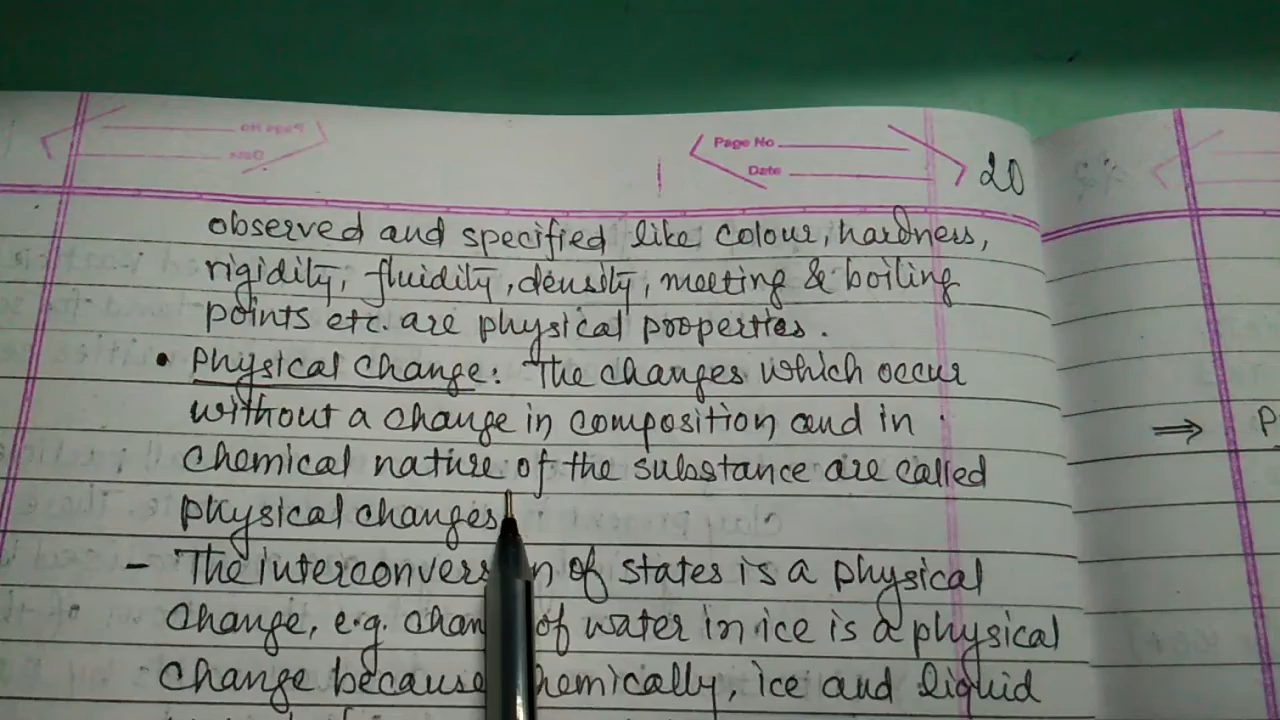 Page No
Date
20
observed and specified like colour, hardness,
rigidity, fluidity, density, melting & boiling
points etc. are physical properties.
• Physical change: The changes which occur
without a change in composition and in
chemical nature of the substance are called
physical changes
- The interconvers n of states is a physical
change, e.g. chan of water in ice is a physical
change because hemically, ice and liquid
⇒ P